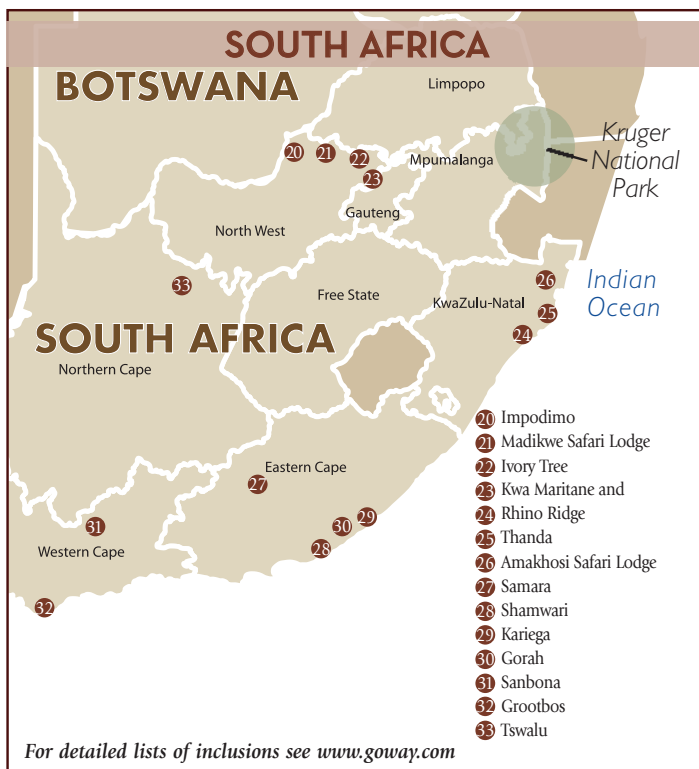 SOUTH AFRICA
BOTSWANA
Limpopo
Kruger
National
Park
20 21 22
Mpumalanga
23
Gauteng
North West
33
Free State
KwaZulu-Natal
26
25
24
Indian
Ocean
SOUTH AFRICA
Northern Cape
Eastern Cape
27
31
Western Cape
28 30 29
32
20 Impodimo
21 Madikwe Safari Lodge
22 Ivory Tree
23 Kwa Maritane and
24 Rhino Ridge
25 Thanda
26 Amakhosi Safari Lodge
27 Samara
28 Shamwari
29 Kariega
30 Gorah
31 Sanbona
32 Grootbos
33 Tswalu
For detailed lists of inclusions see www.goway.com